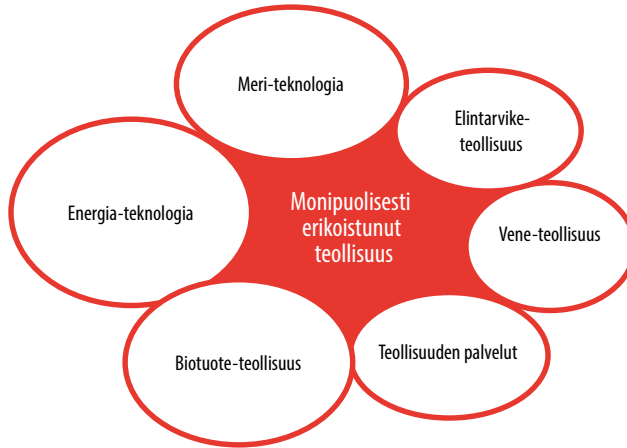 Meri-teknologia
Elintarvike-
teollisuus
Energia-teknologia
Monipuolisesti
erikoistunut
teollisuus
Vene-teollisuus
Biotuote-teollisuus
Teollisuuden palvelut